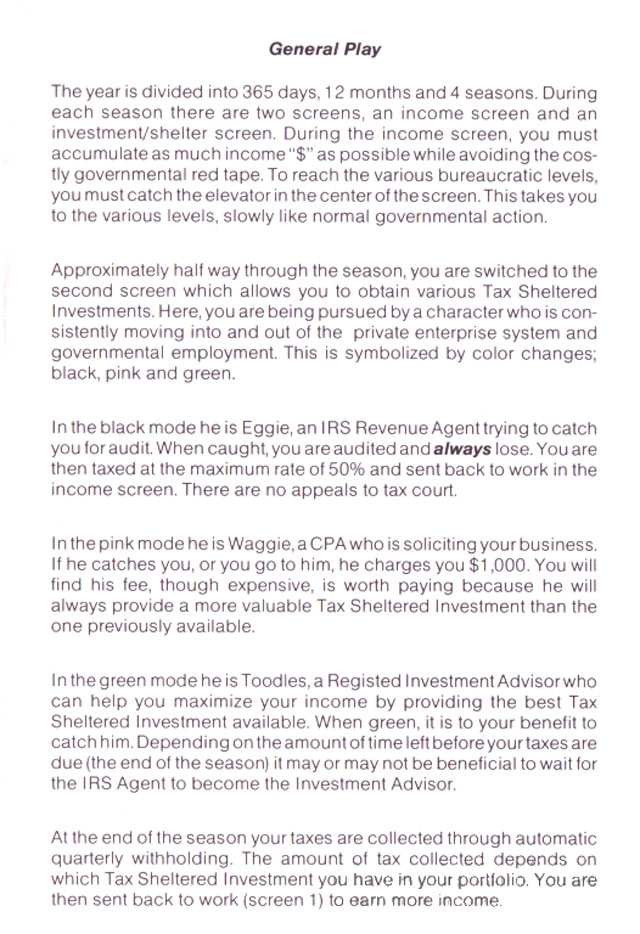 General Play
The year is divided into 365 days, 12 months and 4 seasons. During
each season there are two screens, an income screen and an
investment/shelter screen. During the income screen, you must
accumulate as much income "$" as possible while avoiding the cos-
tly governmental red tape. To reach the various bureaucratic levels,
you must catch the elevator in the center of the screen. This takes you
to the various levels, slowly like normal governmental action.
Approximately half way through the season, you are switched to the
second screen which allows you to obtain various Tax Sheltered
Investments. Here, you are being pursued by a character who is con-
sistently moving into and out of the private enterprise system and
governmental employment. This is symbolized by color changes;
black, pink and green.
In the black mode he is Eggie, an IRS Revenue Agent trying to catch
you for audit. When caught, you are audited and always lose. You are
then taxed at the maximum rate of 50% and sent back to work in the
income screen. There are no appeals to tax court.
In the pink mode he is Waggie, a CPA who is soliciting your business.
If he catches you, or you go to him, he charges you $1,000. You will
find his fee, though expensive, is worth paying because he will
always provide a more valuable Tax Sheltered Investment than the
one previously available.
In the green mode he is Toodles, a Registed Investment Advisor who
can help you maximize your income by providing the best Tax
Sheltered Investment available. When green, it is to your benefit to
catch him. Depending on the amount of time left before your taxes are
due (the end of the season) it may or may not be beneficial to wait for
the IRS Agent to become the Investment Advisor.
At the end of the season your taxes are collected through automatic
quarterly withholding. The amount of tax collected depends on
which Tax Sheltered Investment you have in your portfolio. You are
then sent back to work (screen 1) to earn more income.